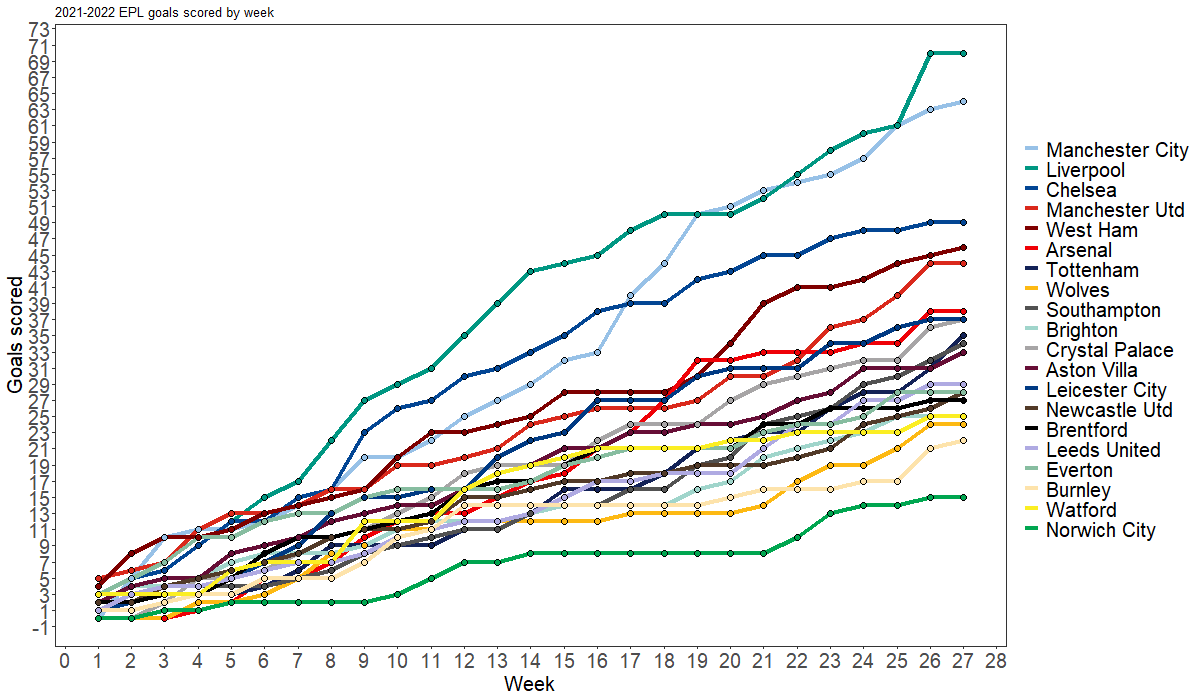 2021-2022 EPL goals scored by week
Goals scored
73
71
69
67
65
63
61
59
57
55
53
51
49
47
45
43
41
39
37
35
33
31
29
27
25
23
21
19
17
15
13
11
9
7
5
3
1
-1
0 1 2 3 4 5 6 7 8 9 10 11 12 13 14 15 16 17 18 19 20 21 22 23 24 25 26 27 28
Week
Manchester City
Liverpool
Chelsea
Manchester Utd
West Ham
Arsenal
Tottenham
Wolves
Southampton
Brighton
Crystal Palace
Aston Villa
Leicester City
Newcastle Utd
Brentford
Leeds United
Everton
Burnley
Watford
Norwich City